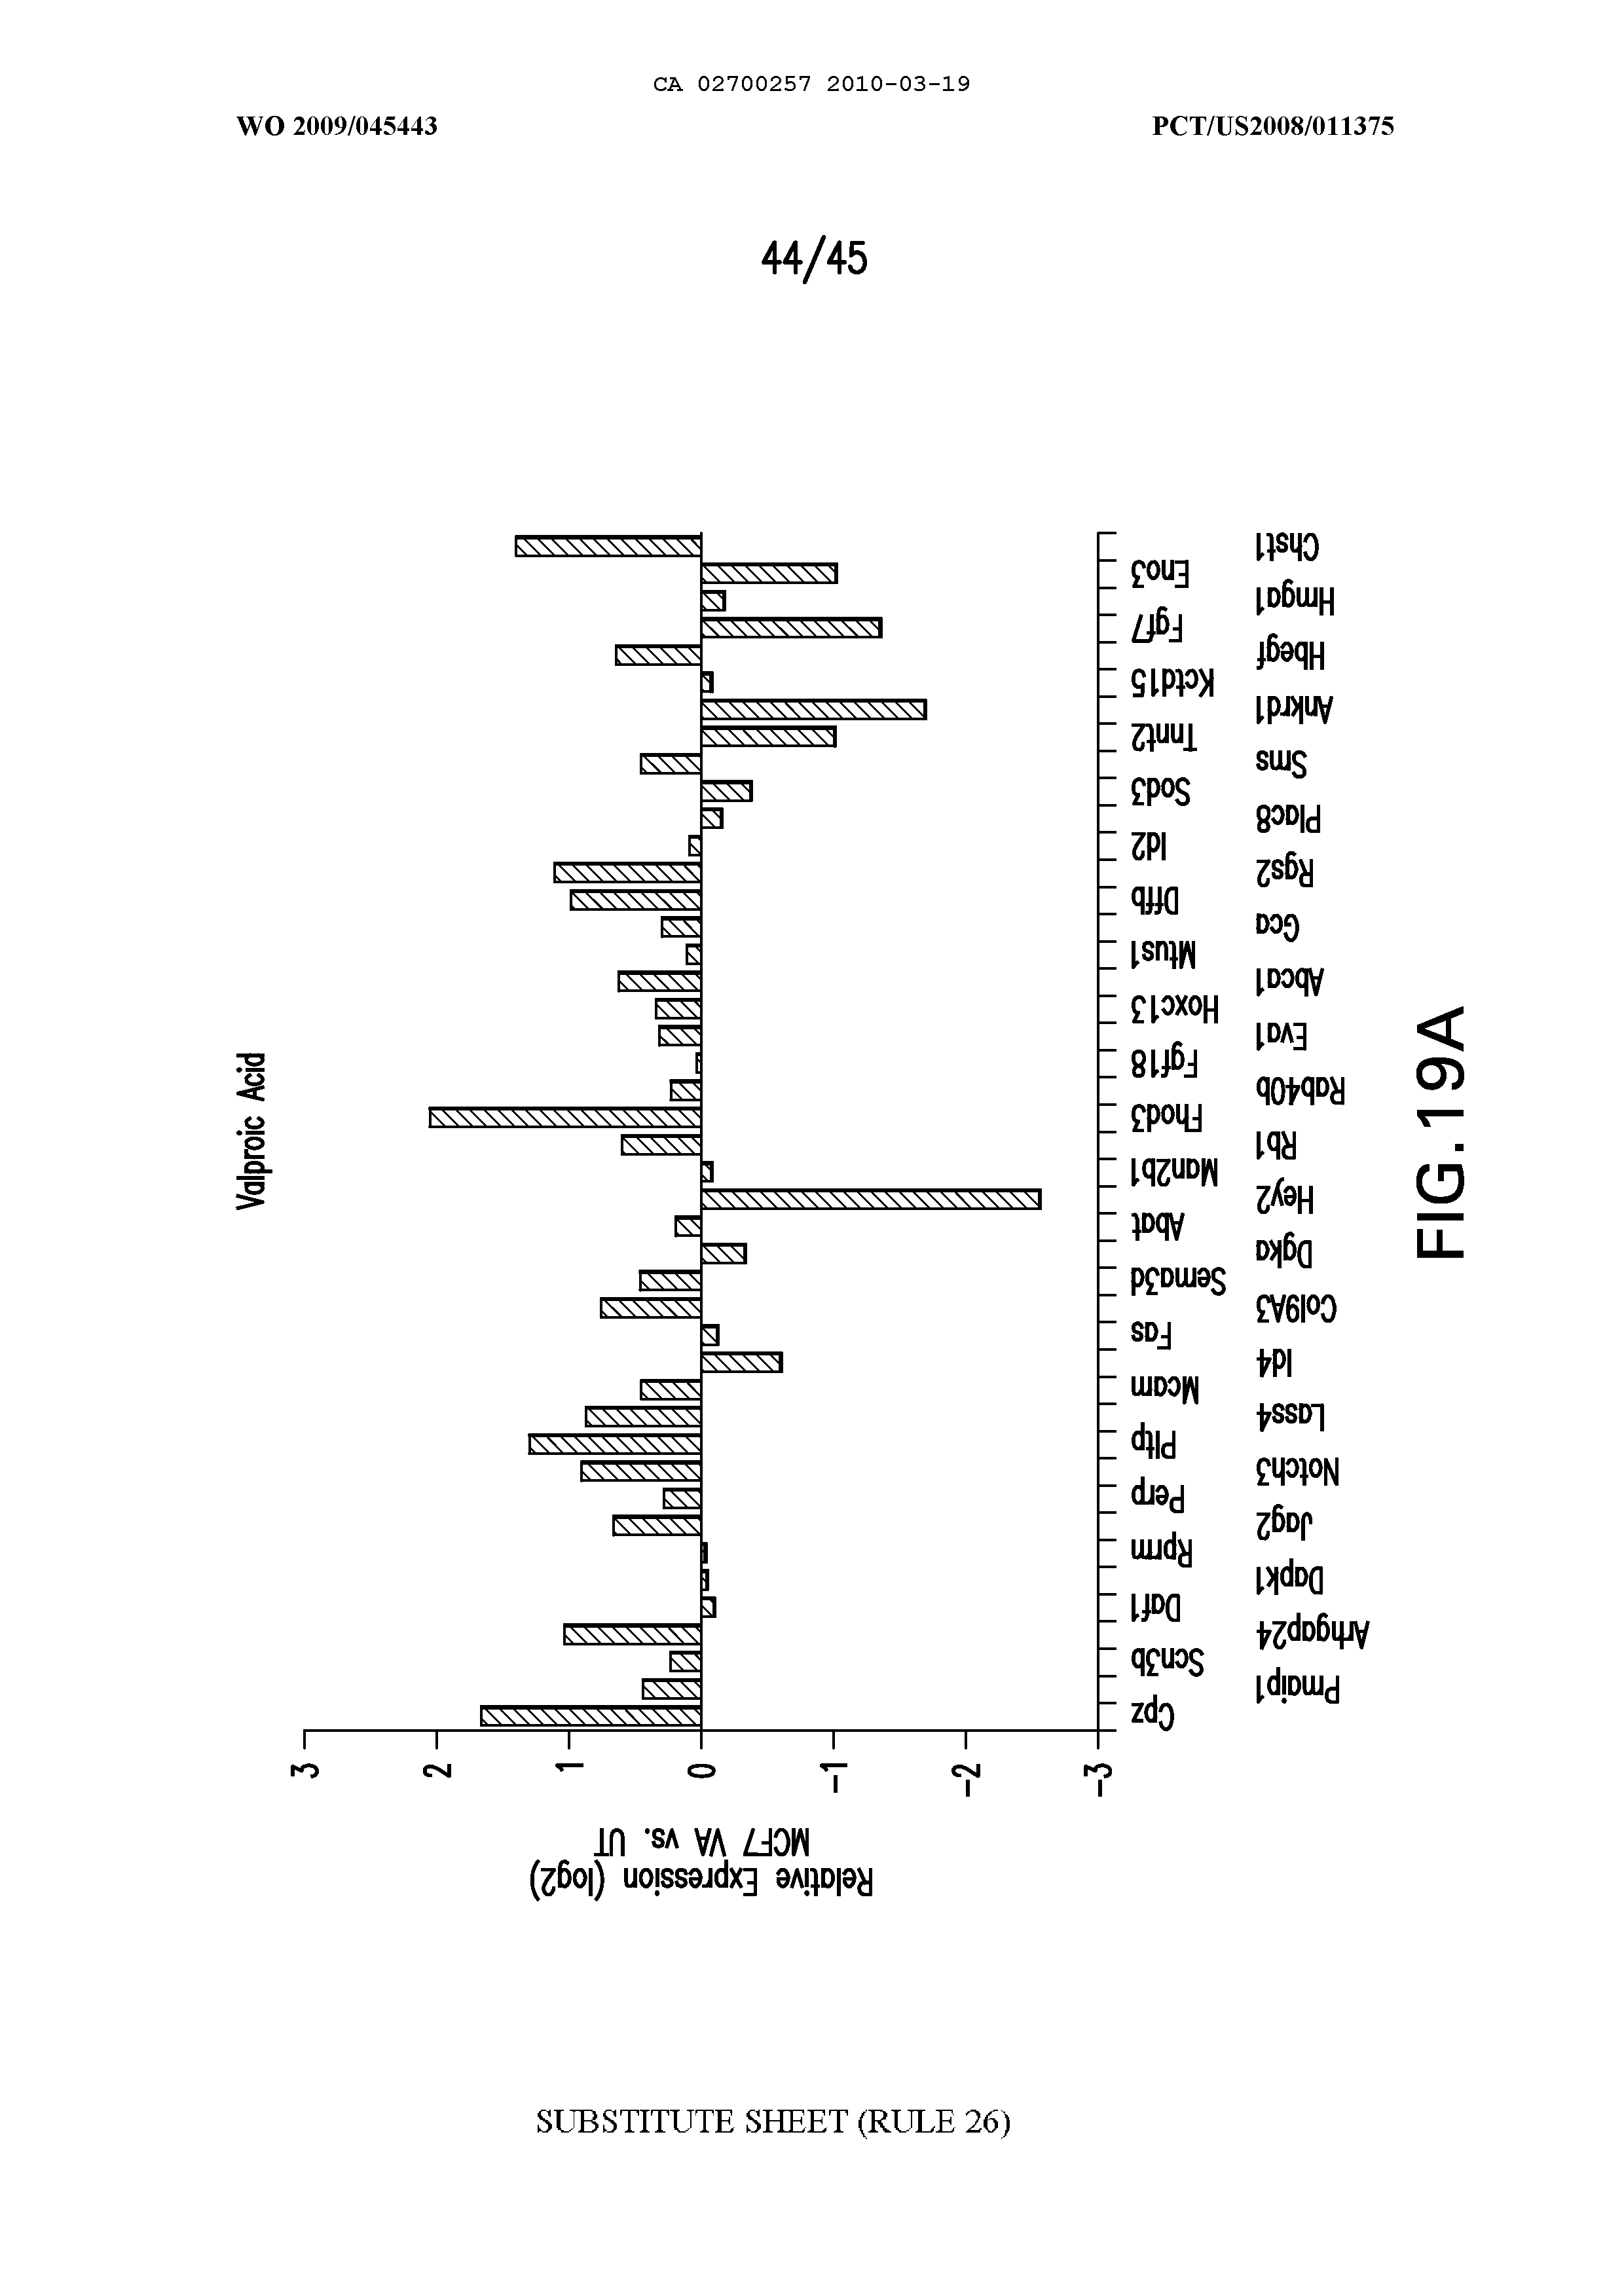 CA 02700257 2010-03-19
WO 2009/045443
PCT/US2008/011375
44/45
Valproic Acid
Relative Expression (log2)
MCF7 VA vs. UT
3
2
1
0
-1
-2
-3
Cpz
Pmaip1
Scn3b
Arhgap24
Daf1
Dapk1
Rprm
Jag2
Perp
Notch3
Pltp
Lass4
Mcam
Id4
Fas
Col9A3
Sema3d
Dgka
Abat
Hey2
Man2b1
Rb1
Fhod3
Rab40b
Fgf18
Eva1
Hoxc13
Abca1
Mtus1
Gca
Dffb
Rgs2
Id2
Plac8
Sod3
Sms
Tnnt2
Ankrd1
Kctd15
Hbegf
Fgf7
Hmga1
Eno3
Chst1
FIG.19A
SUBSTITUTE SHEET (RULE 26)